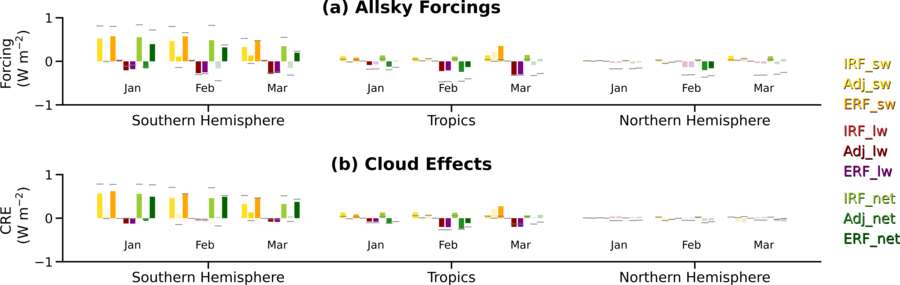 (a) Allsky Forcings
Forcing
(W m⁻²)
1
0
−1
Jan
Feb
Mar
Jan
Feb
Mar
Jan
Feb
Mar
Southern Hemisphere
Tropics
Northern Hemisphere
(b) Cloud Effects
CRE
(W m⁻²)
1
0
−1
Jan
Feb
Mar
Jan
Feb
Mar
Jan
Feb
Mar
Southern Hemisphere
Tropics
Northern Hemisphere
IRF_sw
Adj_sw
ERF_sw
IRF_lw
Adj_lw
ERF_lw
IRF_net
Adj_net
ERF_net